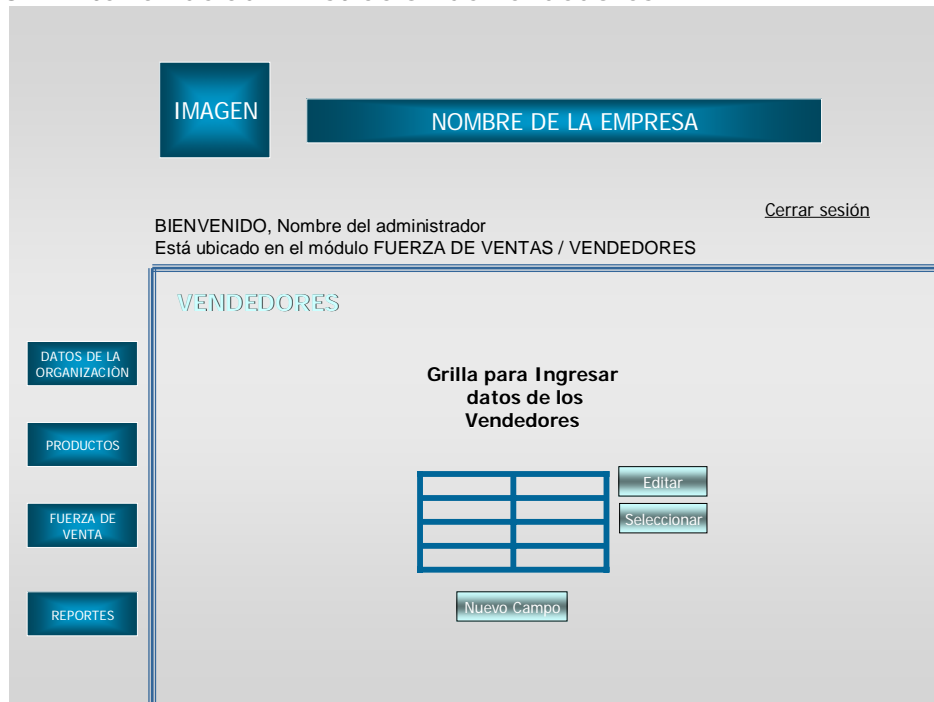 IMAGEN
NOMBRE DE LA EMPRESA
Cerrar sesión
BIENVENIDO, Nombre del administrador
Está ubicado en el módulo FUERZA DE VENTAS / VENDEDORES
VENDEDORES
DATOS DE LA
ORGANIZACIÒN
Grilla para Ingresar
datos de los
Vendedores
PRODUCTOS
Editar
FUERZA DE
VENTA
Seleccionar
Nuevo Campo
REPORTES